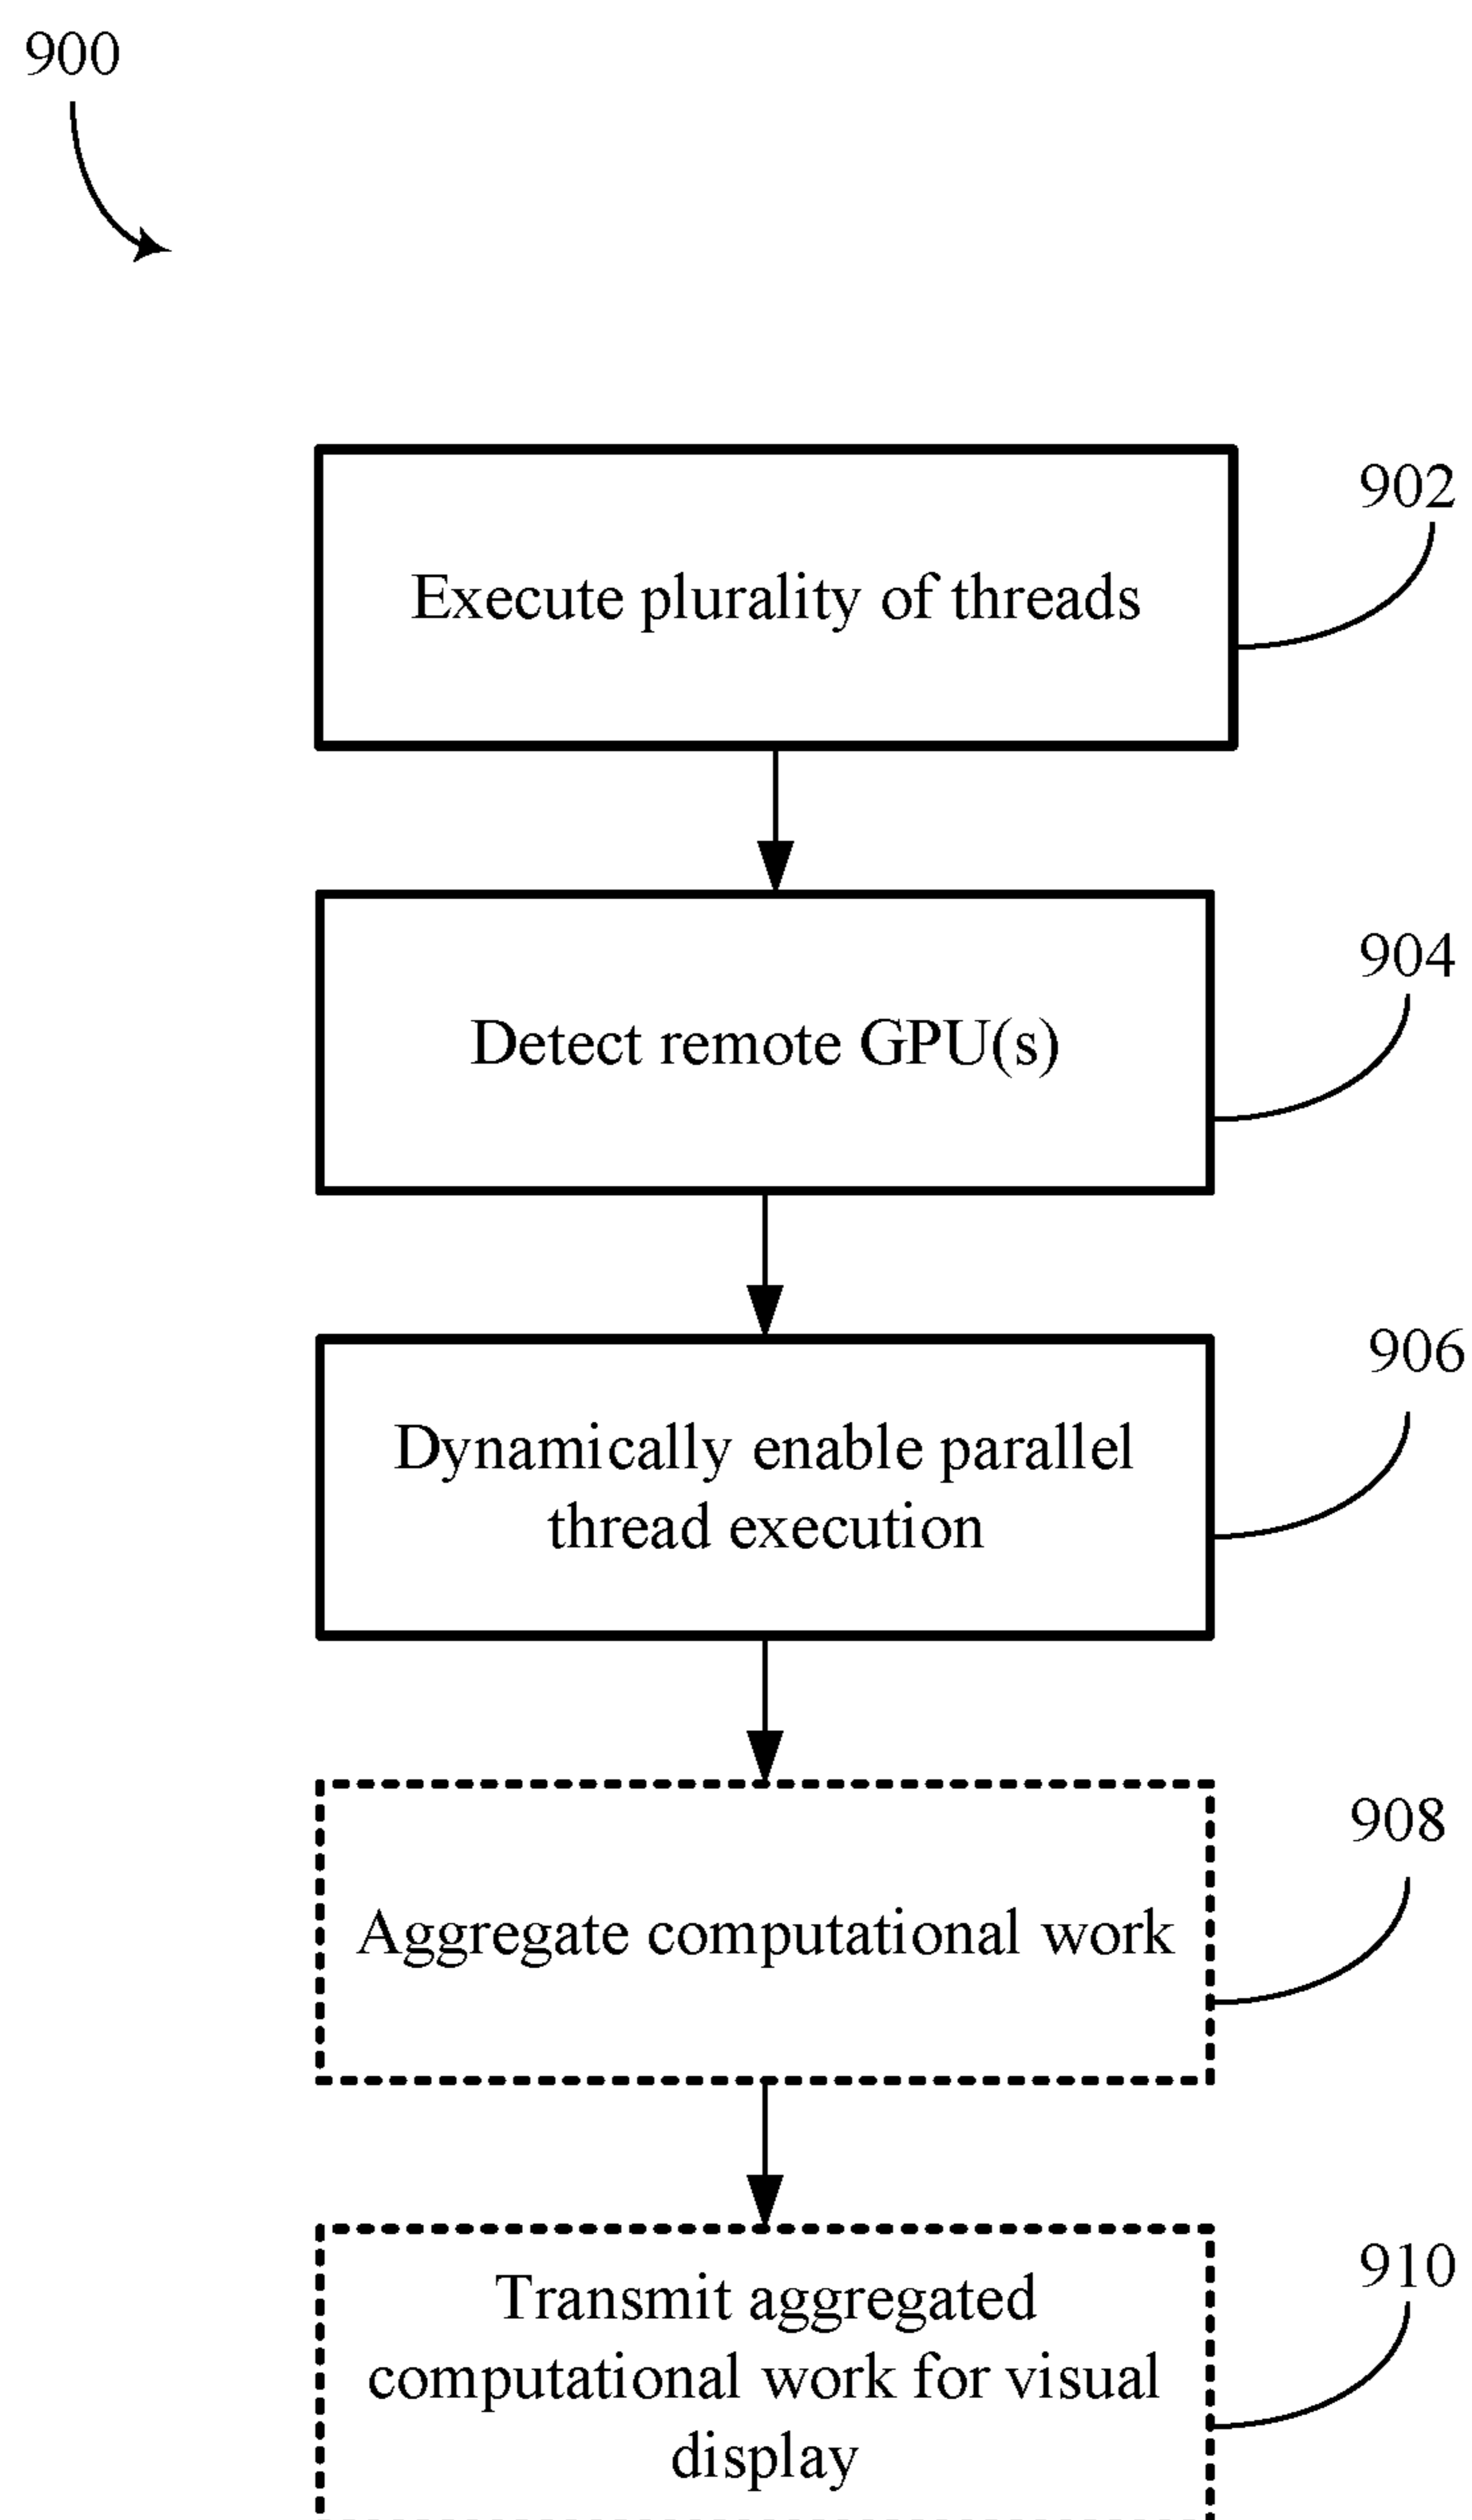 900
902
Execute plurality of threads
904
Detect remote GPU(s)
906
Dynamically enable parallel
thread execution
908
Aggregate computational work
910
Transmit aggregated
computational work for visual
display